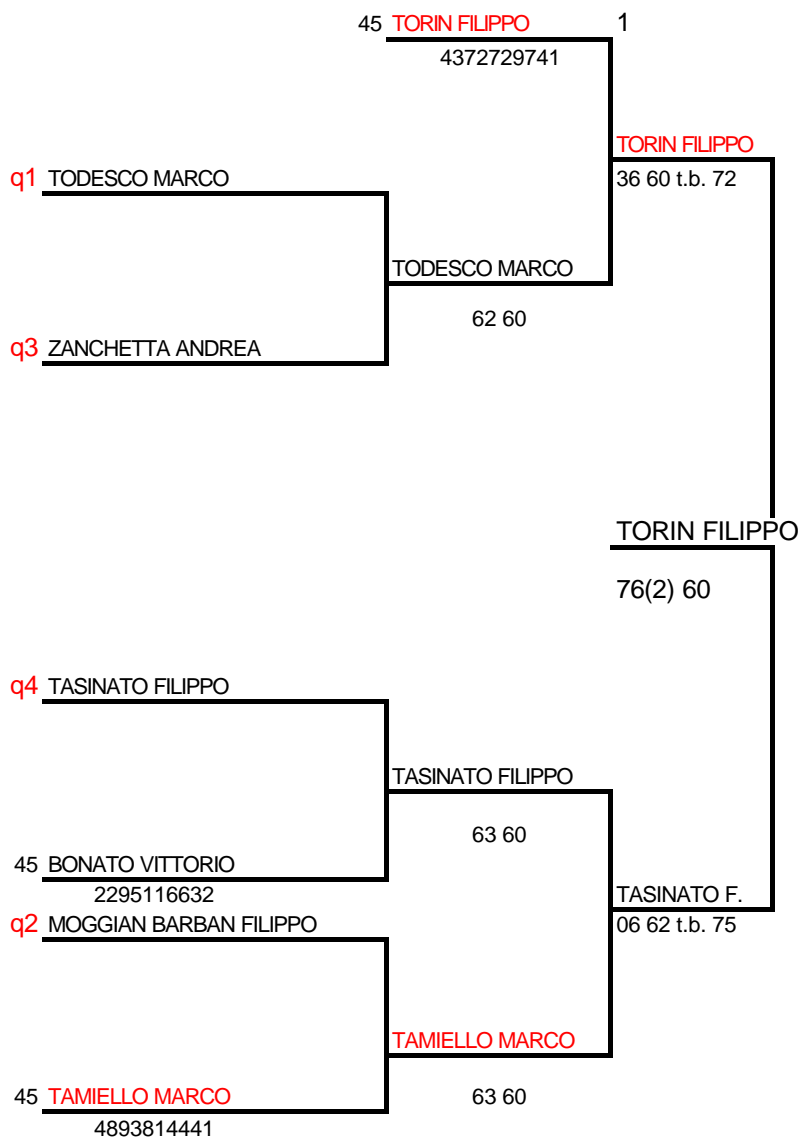 45 TORIN FILIPPO 1
4372729741
TORIN FILIPPO
q1 TODESCO MARCO
36 60 t.b. 72
TODESCO MARCO
62 60
q3 ZANCHETTA ANDREA
TORIN FILIPPO
76(2) 60
q4 TASINATO FILIPPO
TASINATO FILIPPO
63 60
45 BONATO VITTORIO
2295116632
TASINATO F.
q2 MOGGIAN BARBAN FILIPPO
06 62 t.b. 75
TAMIELLO MARCO
45 TAMIELLO MARCO
63 60
4893814441